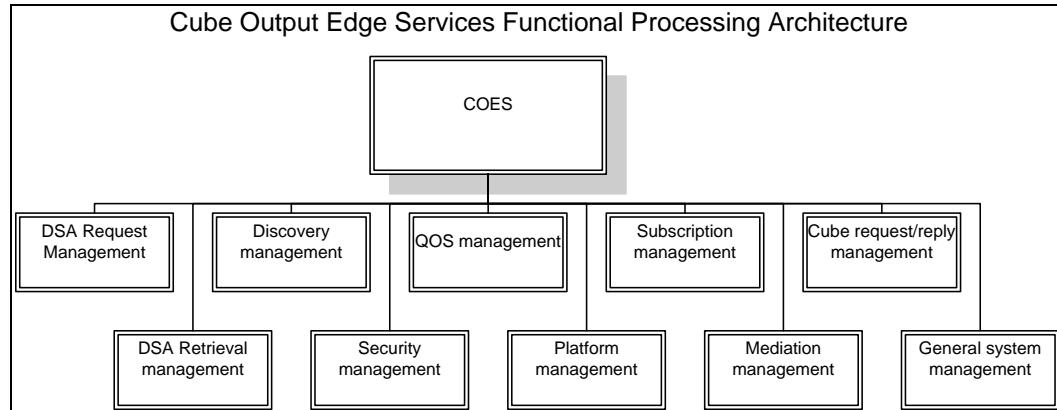 Cube Output Edge Services Functional Processing Architecture
COES
DSA Request
Management
Discovery
management
QOS management
Subscription
management
Cube request/reply
management
DSA Retrieval
management
Security
management
Platform
management
Mediation
management
General system
management